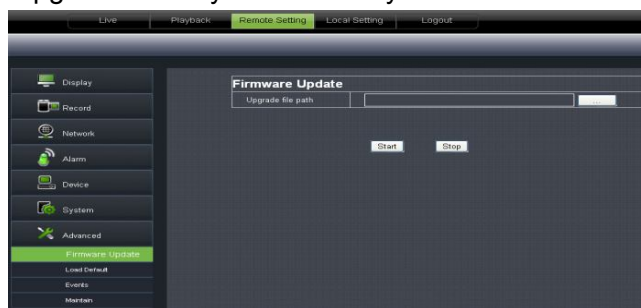 Live Playback Remote Setting Local Setting Logout
Display
Record
Network
Alarm
Device
System
Advanced
Firmware Update
Load Default
Events
Maintain
Firmware Update
Upgrade file path ...
Start Stop